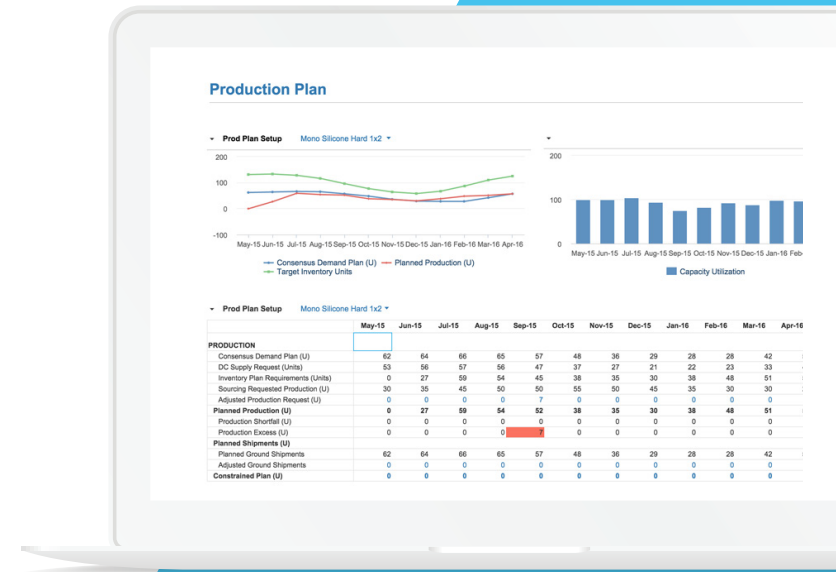 Production Plan
Prod Plan Setup Mono Silicone Hard 1x2
200
100
0
-100
May-15 Jun-15 Jul-15 Aug-15 Sep-15 Oct-15 Nov-15 Dec-15 Jan-16 Feb-16 Mar-16 Apr-16
Consensus Demand Plan (U) Planned Production (U)
Target Inventory Units
200
100
0
May-15 Jun-15 Jul-15 Aug-15 Sep-15 Oct-15 Nov-15 Dec-15 Jan-16 Feb
Capacity Utilization
Prod Plan Setup Mono Silicone Hard 1x2
May-15 Jun-15 Jul-15 Aug-15 Sep-15 Oct-15 Nov-15 Dec-15 Jan-16 Feb-16 Mar-16 Apr-16
PRODUCTION
Consensus Demand Plan (U) 62 64 66 65 57 48 36 29 28 28 42
DC Supply Request (Units) 53 56 57 56 47 37 27 21 22 23 33
Inventory Plan Requirements (Units) 0 27 59 54 45 38 35 30 38 48 51
Sourcing Requested Production (U) 30 35 45 50 50 55 50 45 35 30 30
Adjusted Production Request (U) 0 0 0 0 7 0 0 0 0 0 0
Planned Production (U) 0 27 59 54 52 38 35 30 38 48 51
Production Shortfall (U) 0 0 0 0 0 0 0 0 0 0 0
Production Excess (U) 0 0 0 0 7 0 0 0 0 0 0
Planned Shipments (U)
Planned Ground Shipments 62 64 66 65 57 48 36 29 28 28 42
Adjusted Ground Shipments 0 0 0 0 0 0 0 0 0 0 0
Constrained Plan (U) 0 0 0 0 0 0 0 0 0 0 0